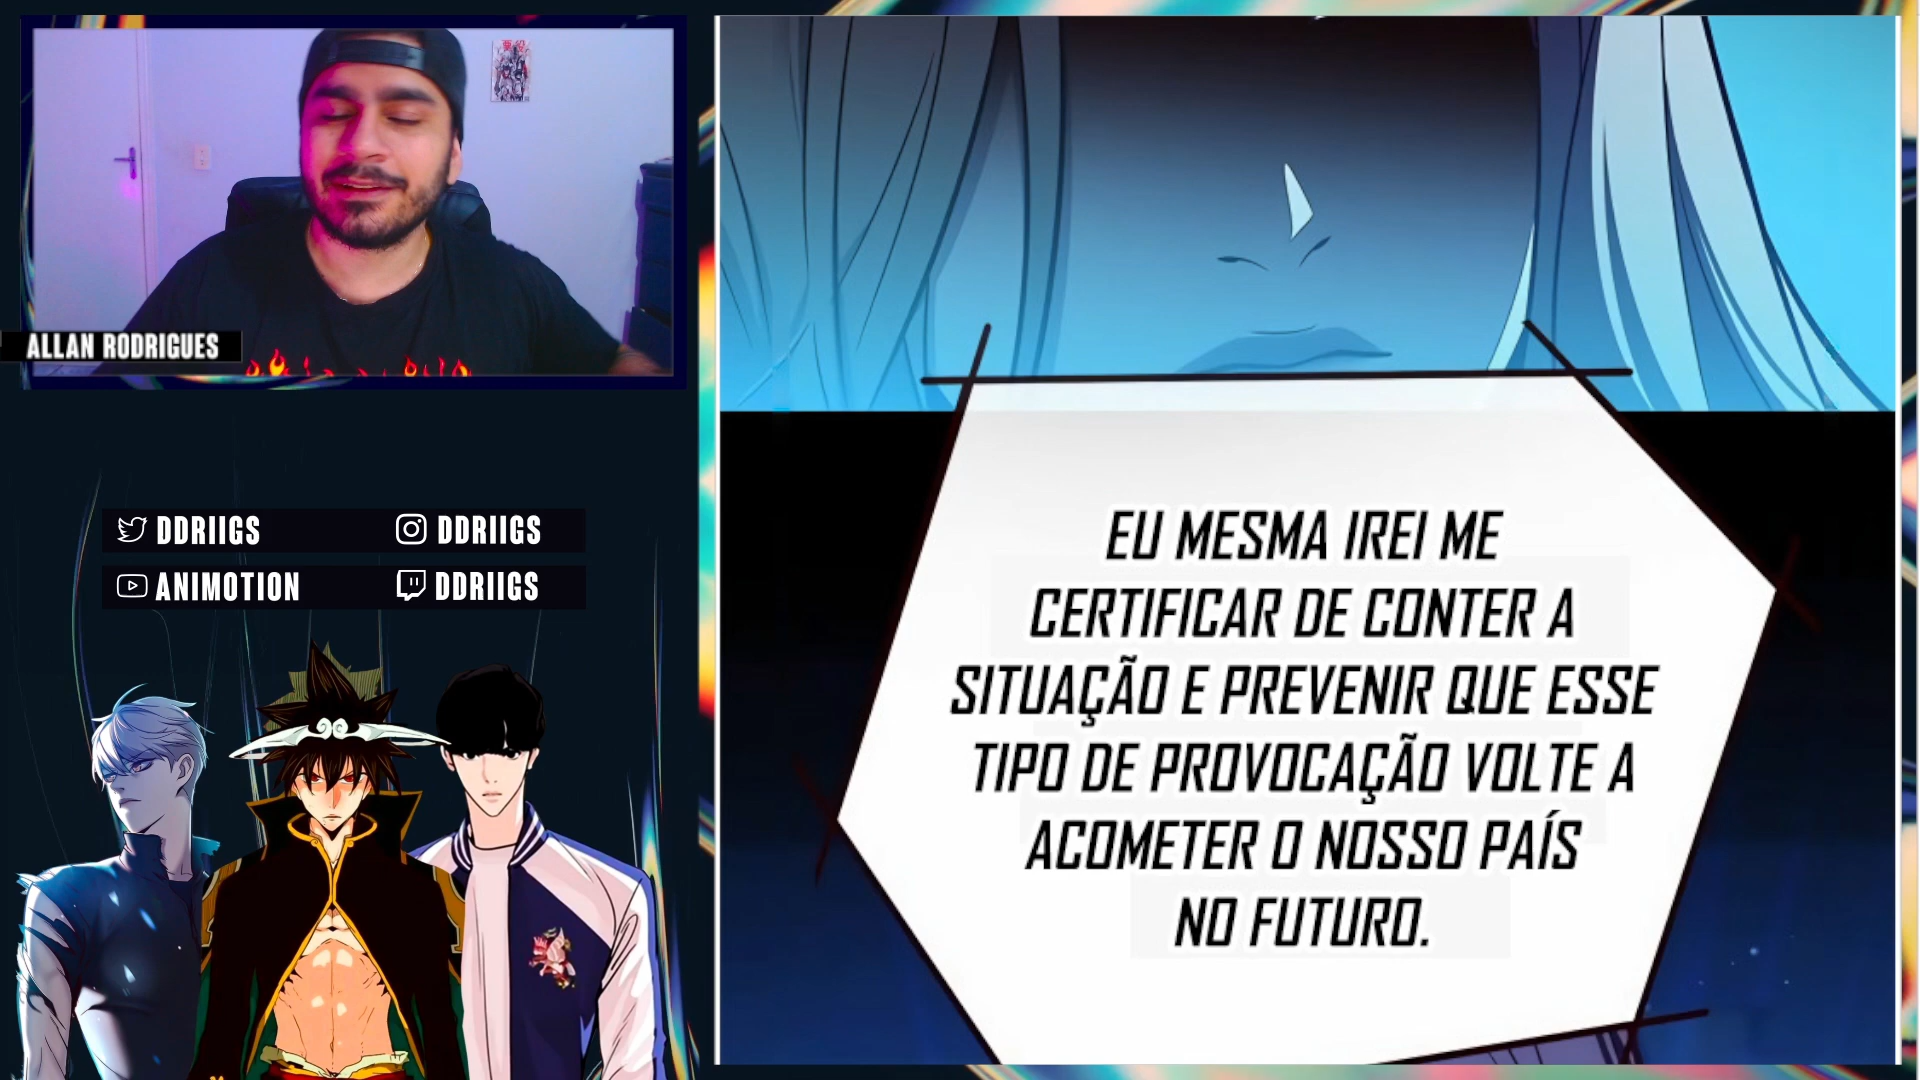 ALLAN RODRIGUES
DDRIIGS
DDRIIGS
ANIMOTION
DDRIIGS
EU MESMA IREI ME
CERTIFICAR DE CONTER A
SITUAÇÃO E PREVENIR QUE ESSE
TIPO DE PROVOCAÇÃO VOLTE A
ACOMETER O NOSSO PAÍS
NO FUTURO.